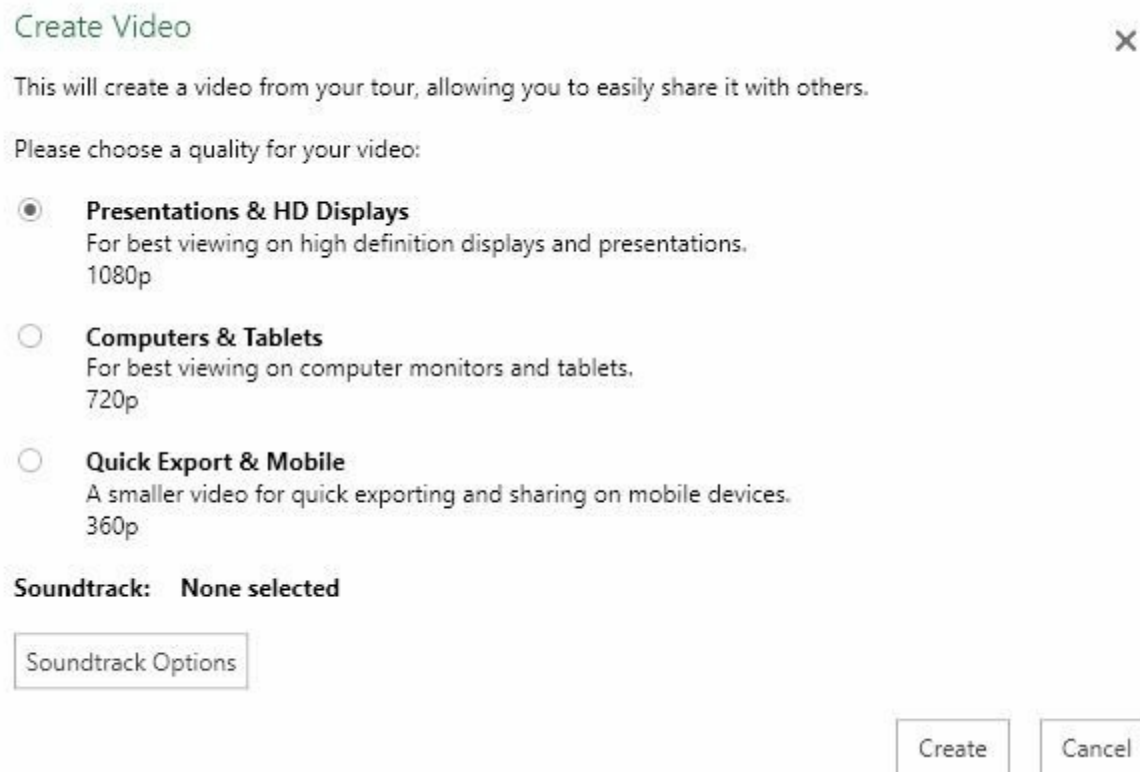 Create Video
This will create a video from your tour, allowing you to easily share it with others.
Please choose a quality for your video:
Presentations & HD Displays
For best viewing on high definition displays and presentations.
1080p
Computers & Tablets
For best viewing on computer monitors and tablets.
720p
Quick Export & Mobile
A smaller video for quick exporting and sharing on mobile devices.
360p
Soundtrack: None selected
Soundtrack Options
Create Cancel